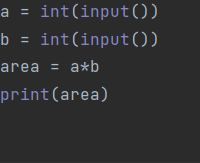 a = int(input())
b = int(input())
area = a*b
print(area)